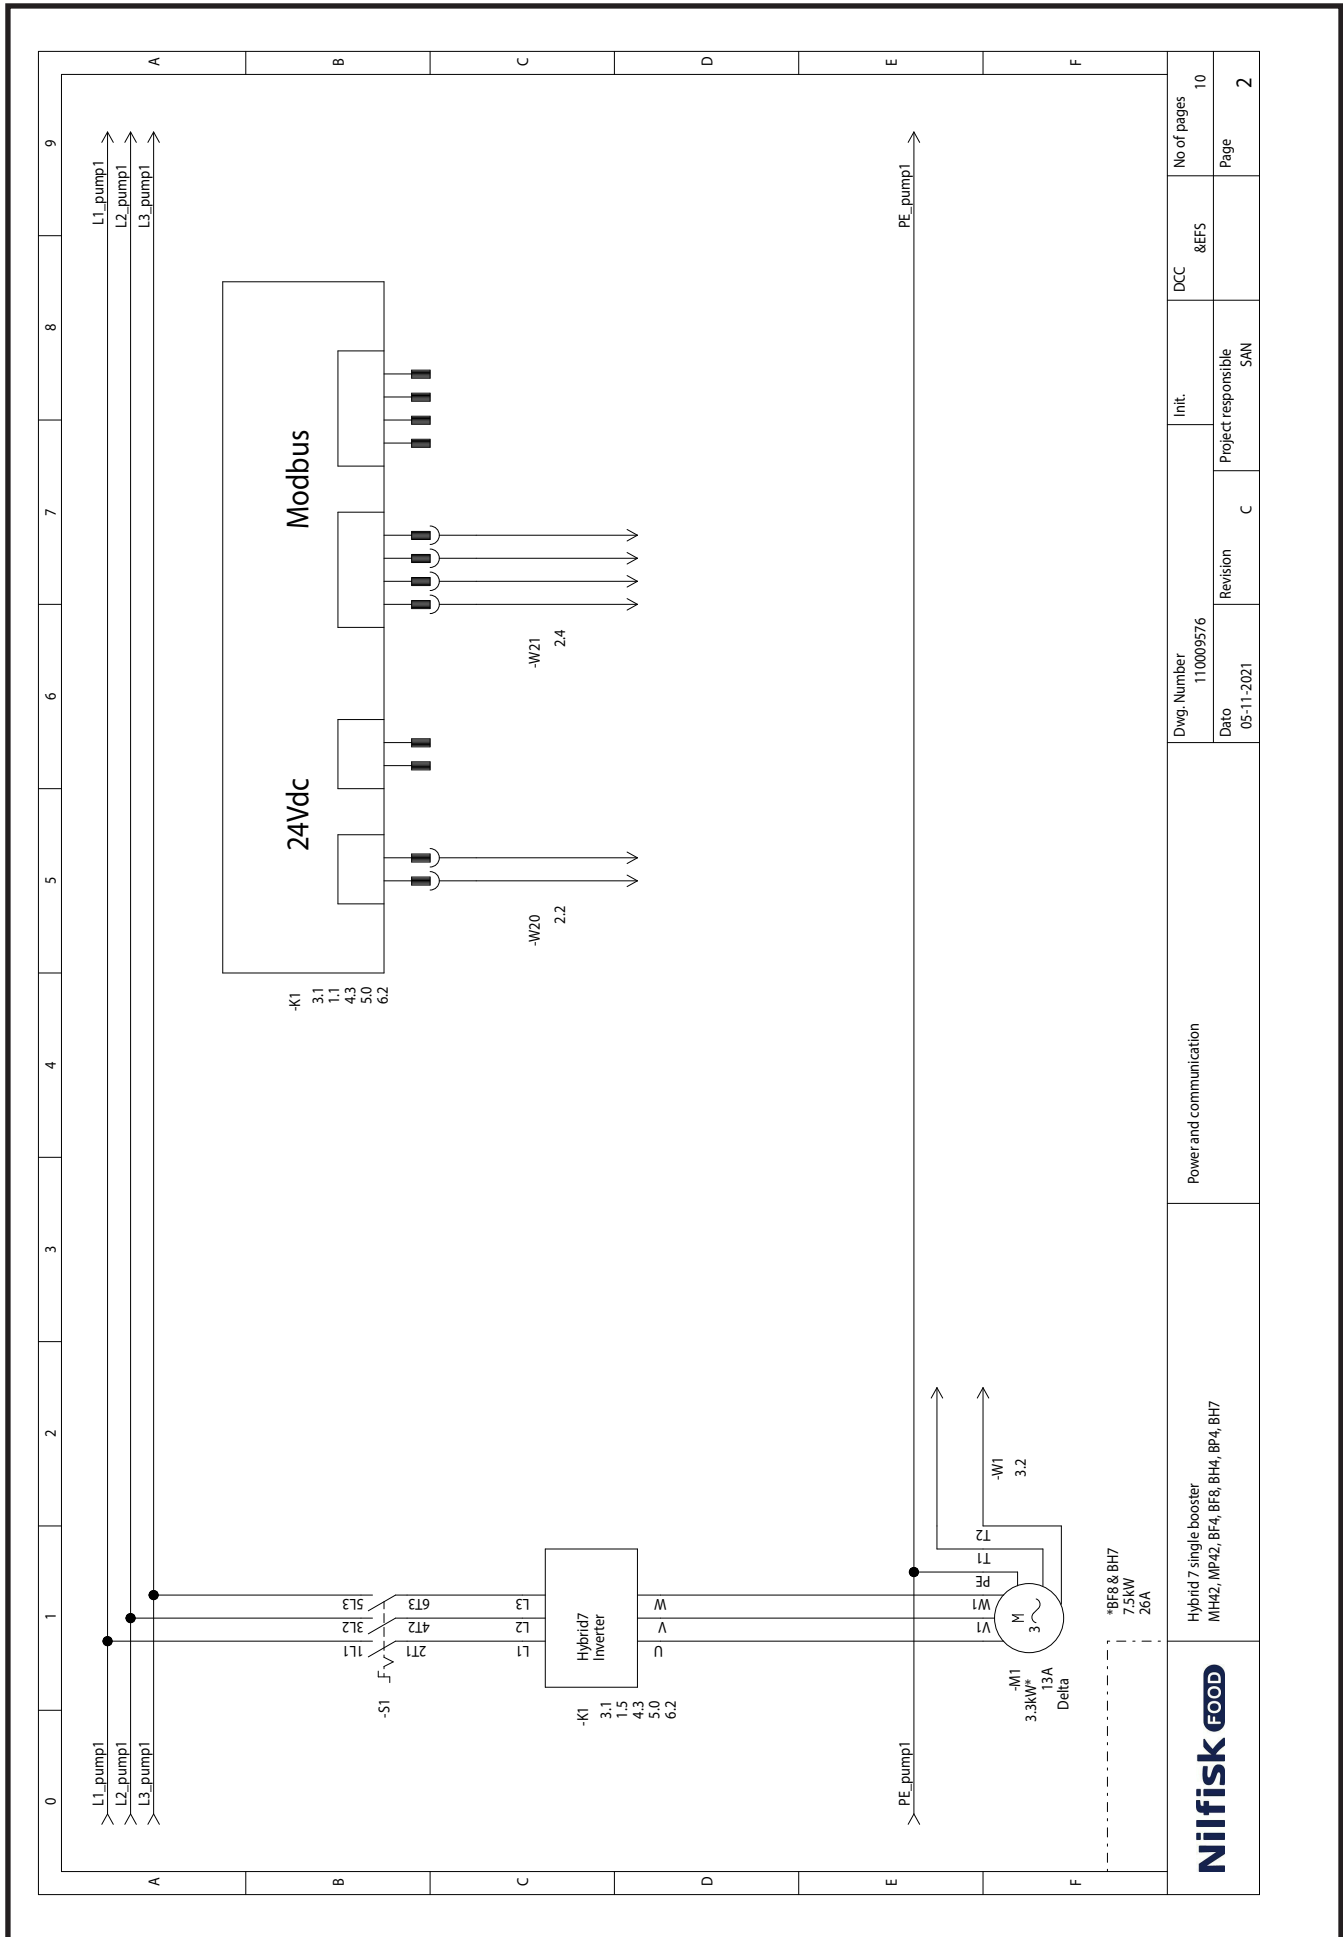 0
1
2
3
4
5
6
7
8
9
A
B
C
D
E
F
A
B
C
D
E
F
L1_pump1
L2_pump1
L3_pump1
L1_pump1
L2_pump1
L3_pump1
-S1
1L1
3L2
5L3
2T1
4T2
6T3
-K1
3.1
1.5
4.3
5.0
6.2
L1
L2
L3
Hybrid7
Inverter
U
V
W
-K1
3.1
1.1
4.3
5.0
6.2
24Vdc
Modbus
-W20
2.2
-W21
2.4
PE_pump1
PE_pump1
-M1
3.3kW*
13A
Delta
V1
W1
PE
T1
T2
M
3
-W1
3.2
*BF8 & BH7
7.5kW
26A
Nilfisk FOOD
Hybrid 7 single booster
MH42, MP42, BF4, BF8, BH4, BP4, BH7
Power and communication
Dwg. Number
110009576
Init.
DCC
&EFS
No of pages
10
Dato
05-11-2021
Revision
C
Project responsible
SAN
Page
2